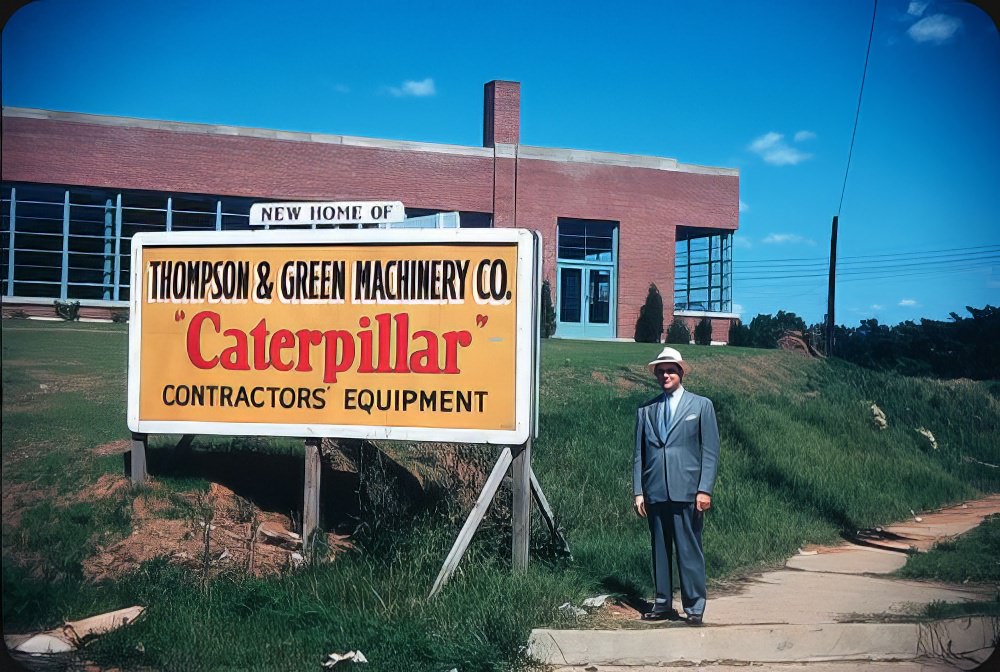 NEW HOME OF
THOMPSON & GREEN MACHINERY CO.
"Caterpillar"
CONTRACTORS' EQUIPMENT